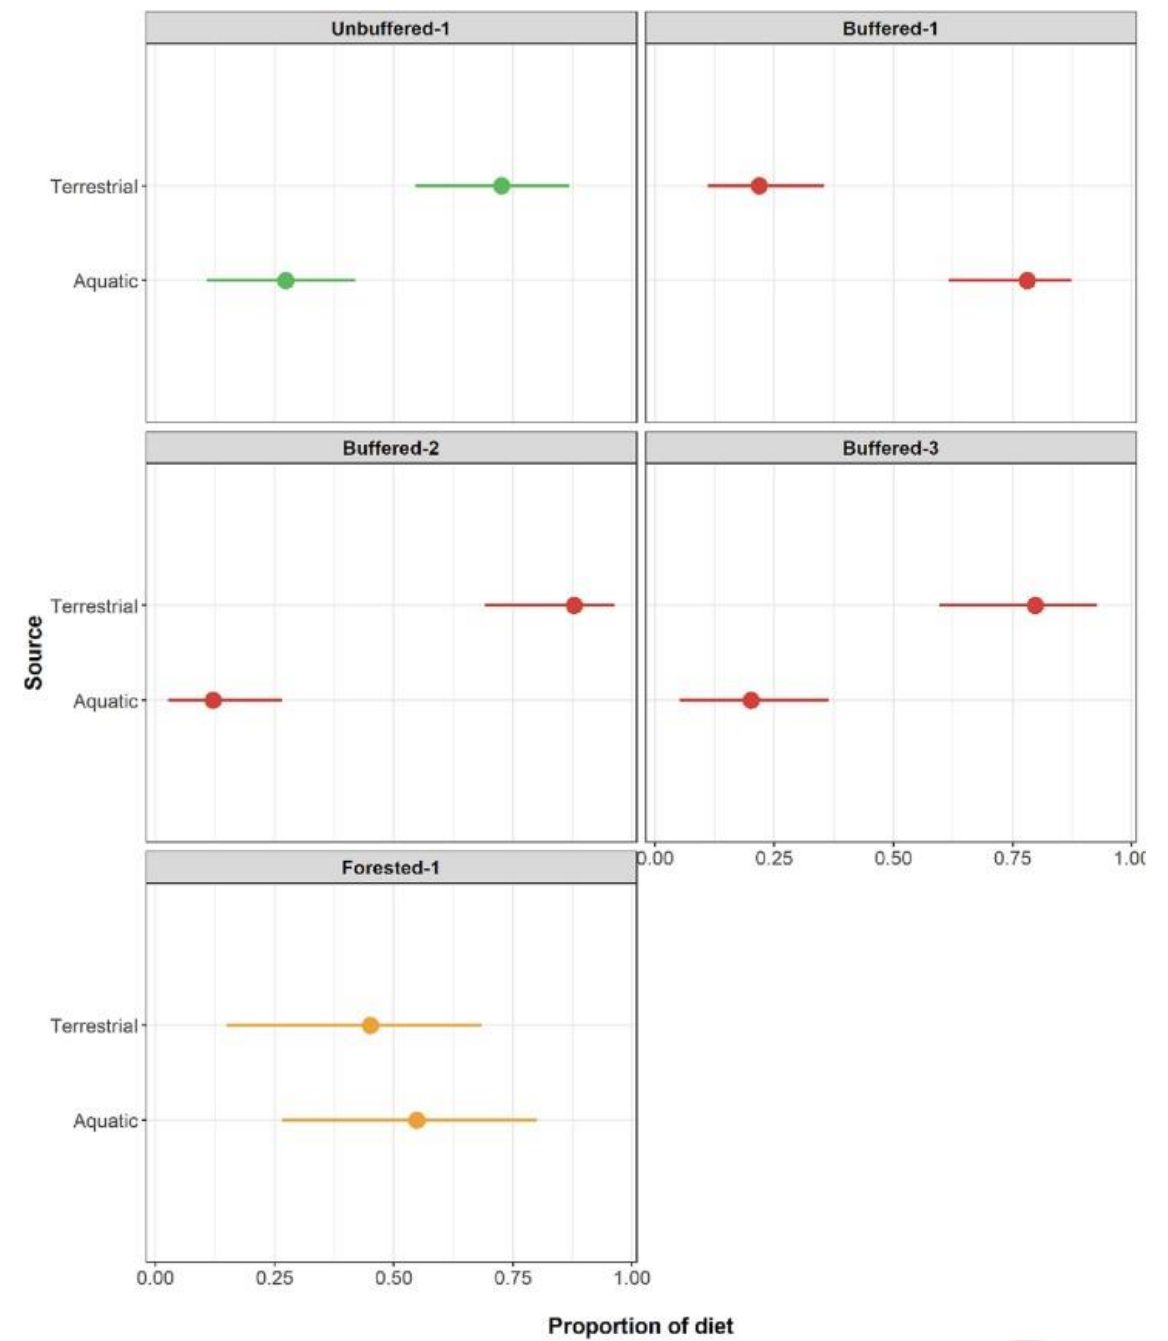 Unbuffered-1
Buffered-1
Terrestrial
Aquatic
Buffered-2
Buffered-3
Source
Terrestrial
Aquatic
0.00 0.25 0.50 0.75 1.00
Forested-1
Terrestrial
Aquatic
0.00 0.25 0.50 0.75 1.00
Proportion of diet